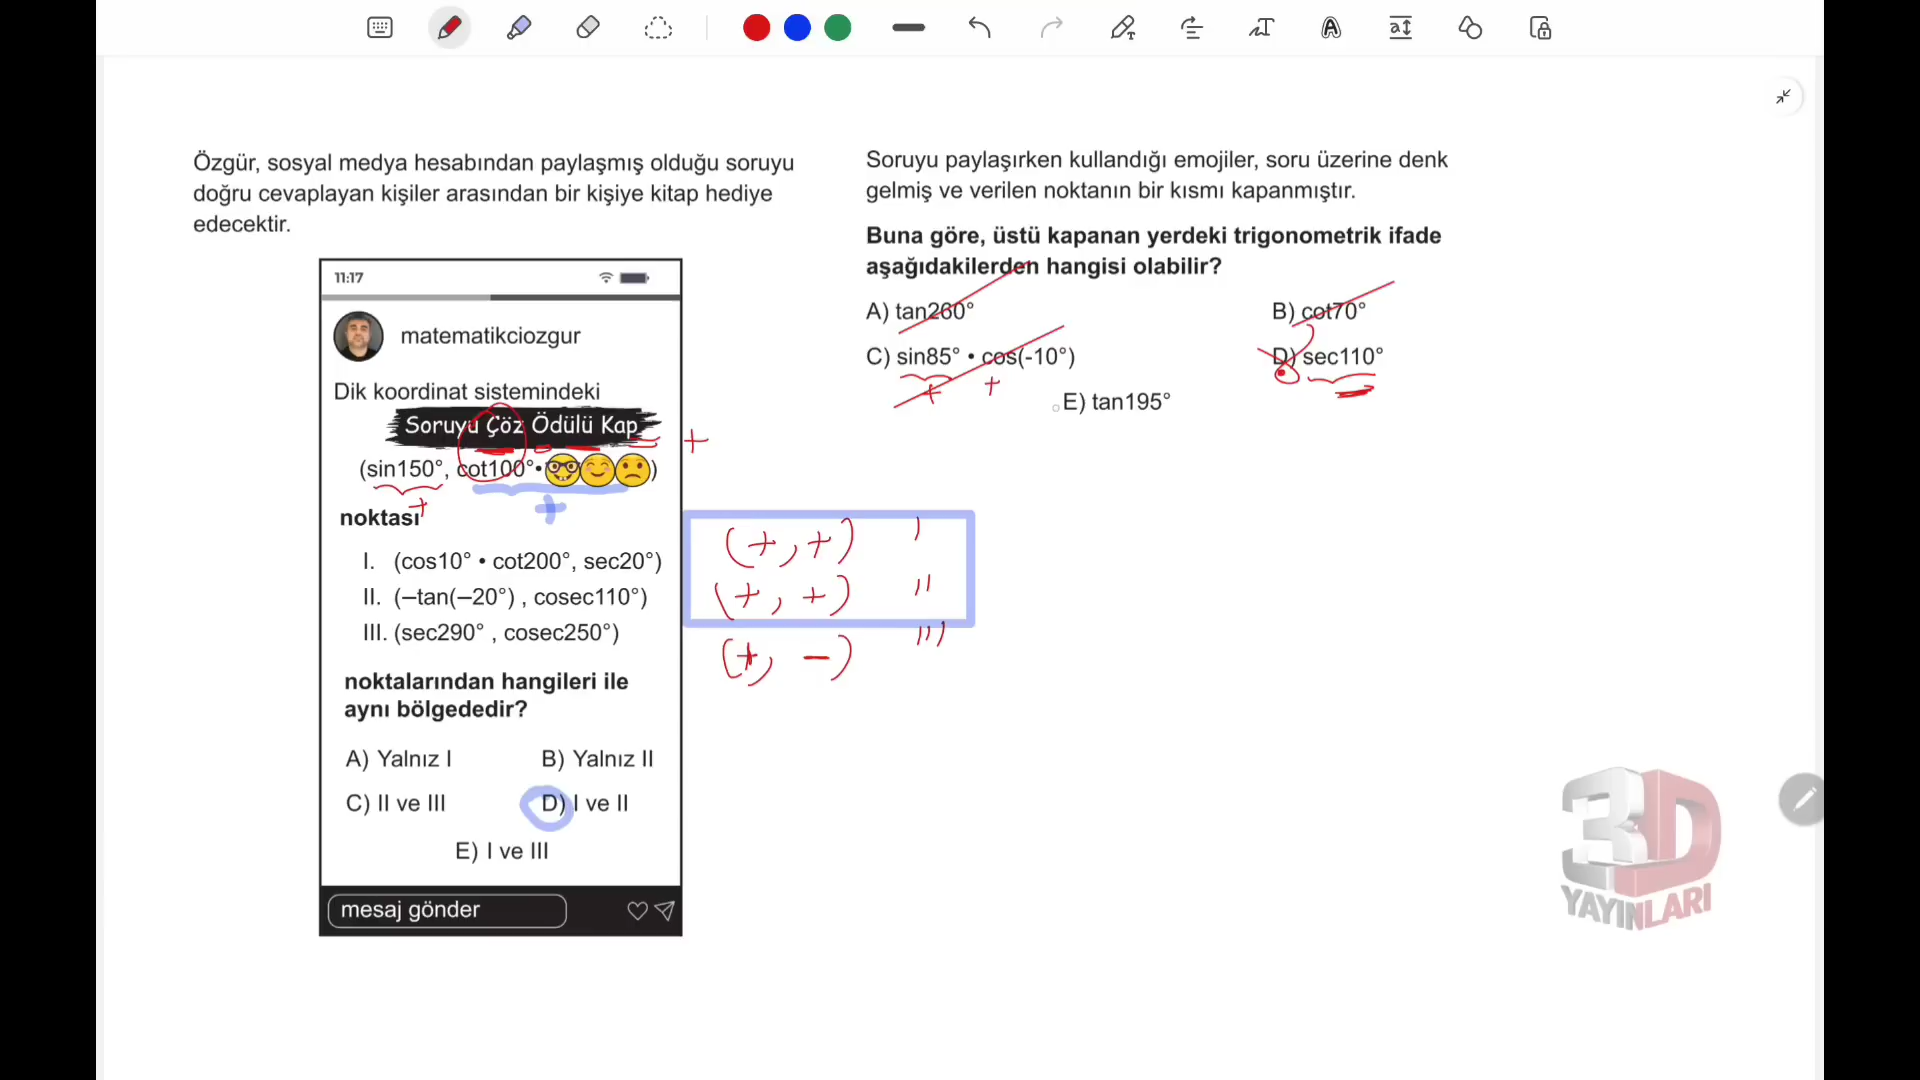 Özgür, sosyal medya hesabından paylaşmış olduğu soruyu
doğru cevaplayan kişiler arasından bir kişiye kitap hediye
edecektir.
11:17
matematikciozgur
Dik koordinat sistemindeki
Soruyu Çöz Ödülü Kap
(sin150°, cot100°• )
+
+
+
noktası
I. (cos10° • cot200°, sec20°)
II. (–tan(–20°) , cosec110°)
III. (sec290° , cosec250°)
(+, +) I
(+, +) II
(+, –) III
noktalarından hangileri ile
aynı bölgededir?
A) Yalnız I
B) Yalnız II
C) II ve III
D) I ve II
E) I ve III
mesaj gönder
Soruyu paylaşırken kullandığı emojiler, soru üzerine denk
gelmiş ve verilen noktanın bir kısmı kapanmıştır.
Buna göre, üstü kapanan yerdeki trigonometrik ifade
aşağıdakilerden hangisi olabilir?
A) tan260°
B) cot70°
C) sin85° • cos(-10°)
D) sec110°
+ +
E) tan195°
3D
YAYINLARI